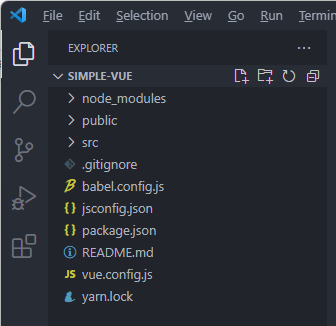 File Edit Selection View Go Run Termin
EXPLORER
SIMPLE-VUE
node_modules
public
src
.gitignore
babel.config.js
jsconfig.json
package.json
README.md
vue.config.js
yarn.lock